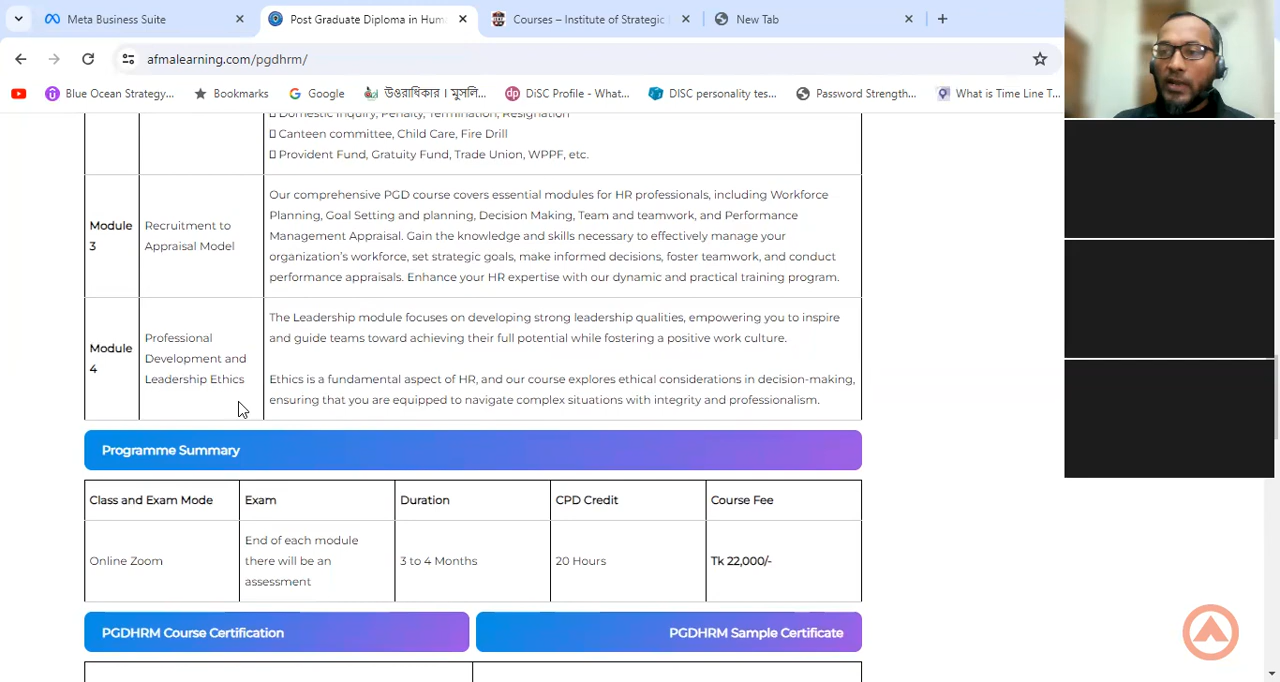 Meta Business Suite
Post Graduate Diploma in Hum
Courses – Institute of Strategic
New Tab
afmalearning.com/pgdhrm/
Blue Ocean Strategy...
Bookmarks
Google
উত্তরাধিকার । মুসলি...
DiSC Profile - What...
DISC personality tes...
Password Strength...
What is Time Line T...
Domestic Inquiry, Penalty, Termination, Resignation
Canteen committee, Child Care, Fire Drill
Provident Fund, Gratuity Fund, Trade Union, WPPF, etc.
Module
3
Recruitment to
Appraisal Model
Our comprehensive PGD course covers essential modules for HR professionals, including Workforce
Planning, Goal Setting and planning, Decision Making, Team and teamwork, and Performance
Management Appraisal. Gain the knowledge and skills necessary to effectively manage your
organization's workforce, set strategic goals, make informed decisions, foster teamwork, and conduct
performance appraisals. Enhance your HR expertise with our dynamic and practical training program.
Module
4
Professional
Development and
Leadership Ethics
The Leadership module focuses on developing strong leadership qualities, empowering you to inspire
and guide teams toward achieving their full potential while fostering a positive work culture.
Ethics is a fundamental aspect of HR, and our course explores ethical considerations in decision-making,
ensuring that you are equipped to navigate complex situations with integrity and professionalism.
Programme Summary
Class and Exam Mode
Exam
Duration
CPD Credit
Course Fee
Online Zoom
End of each module
there will be an
assessment
3 to 4 Months
20 Hours
Tk 22,000/-
PGDHRM Course Certification
PGDHRM Sample Certificate